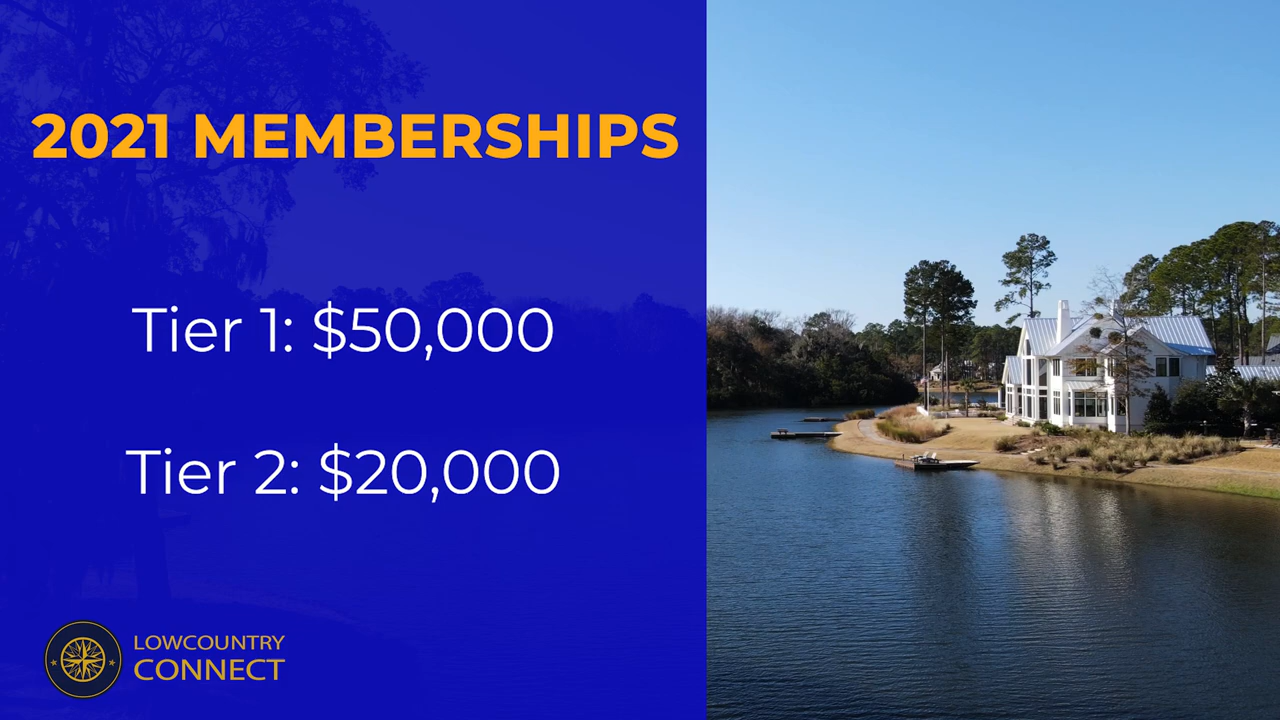 2021 MEMBERSHIPS
Tier 1: $50,000
Tier 2: $20,000
LOWCOUNTRY
CONNECT